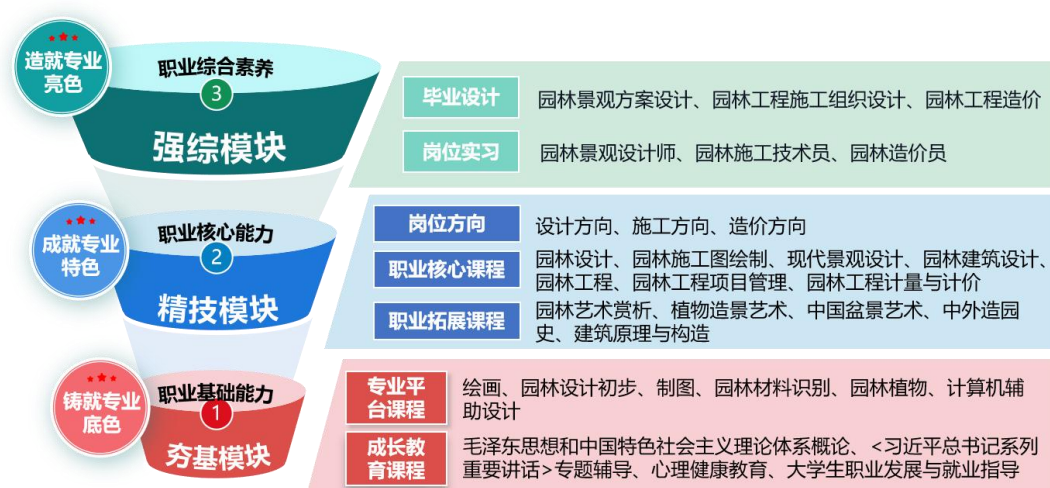 造就专业
亮色
职业综合素养
3
强综模块
毕业设计
园林景观方案设计、园林工程施工组织设计、园林工程造价
岗位实习
园林景观设计师、园林施工技术员、园林造价员
成就专业
特色
职业核心能力
2
精技模块
岗位方向
设计方向、施工方向、造价方向
职业核心课程
园林设计、园林施工图绘制、现代景观设计、园林建筑设计、
园林工程、园林工程项目管理、园林工程计量与计价
职业拓展课程
园林艺术赏析、植物造景艺术、中国盆景艺术、中外造园
史、建筑原理与构造
铸就专业
底色
职业基础能力
1
夯基模块
专业平
台课程
绘画、园林设计初步、制图、园林材料识别、园林植物、计算机辅
助设计
成长教
育课程
毛泽东思想和中国特色社会主义理论体系概论、<习近平总书记系列
重要讲话>专题辅导、心理健康教育、大学生职业发展与就业指导